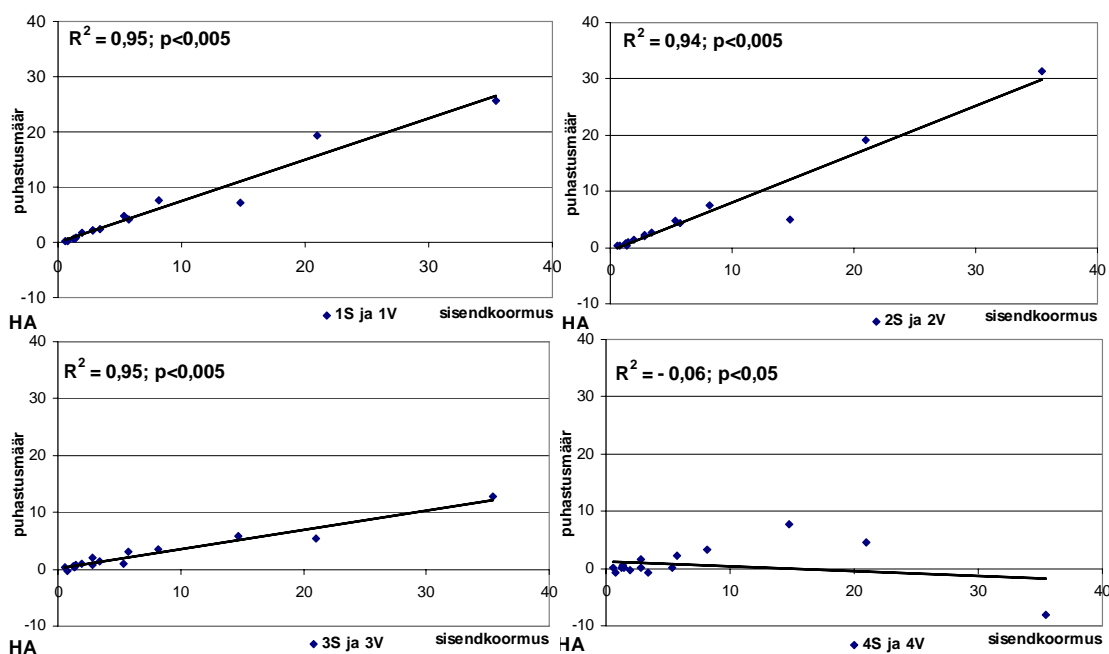 40
R² = 0,95; p<0,005
30
20
10
0
-10
puhastusmäär
0 10 20 30 40
1S ja 1V
sisendkoormus
HA
40
R² = 0,94; p<0,005
30
20
10
0
-10
puhastusmäär
0 10 20 30 40
2S ja 2V
sisendkoormus
HA
40
R² = 0,95; p<0,005
30
20
10
0
-10
puhastusmäär
0 10 20 30 40
3S ja 3V
sisendkoormus
HA
40
R² = - 0,06; p<0,05
30
20
10
0
-10
puhastusmäär
0 10 20 30 40
4S ja 4V
sisendkoormus
HA